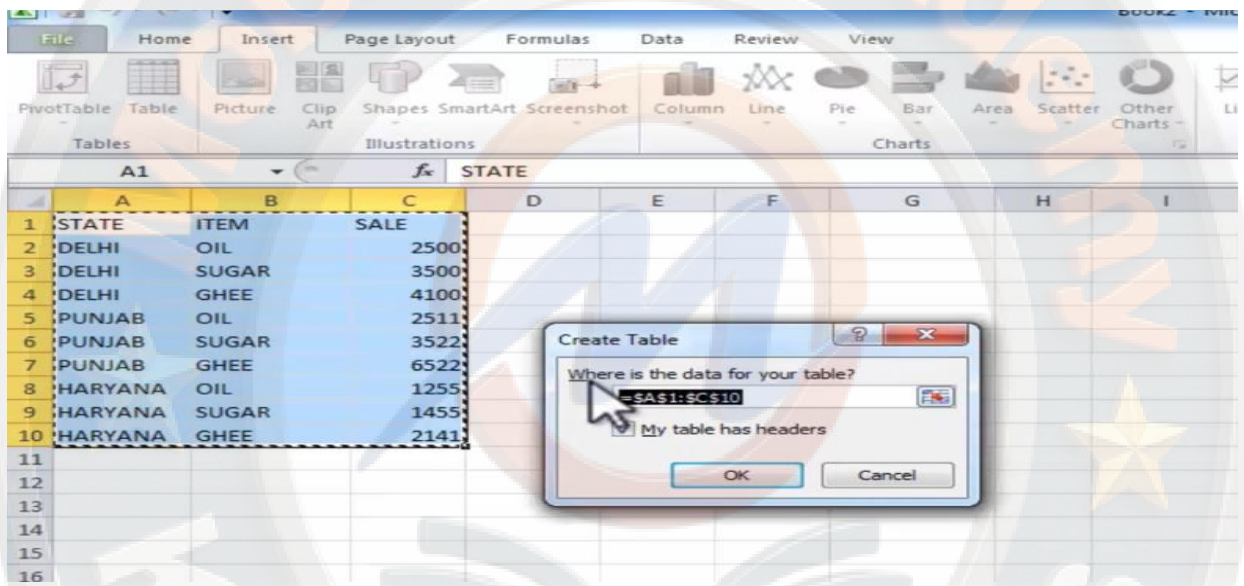 Book2 - Mic
File Home Insert Page Layout Formulas Data Review View
PivotTable Table Picture Clip Art Shapes SmartArt Screenshot Column Line Pie Bar Area Scatter Other Charts Li
Tables Illustrations Charts
A1 fx STATE
A B C D E F G H I
1 STATE ITEM SALE
2 DELHI OIL 2500
3 DELHI SUGAR 3500
4 DELHI GHEE 4100
5 PUNJAB OIL 2511
6 PUNJAB SUGAR 3522
7 PUNJAB GHEE 6522
8 HARYANA OIL 1255
9 HARYANA SUGAR 1455
10 HARYANA GHEE 2141
11
12
13
14
15
16
Create Table
Where is the data for your table?
=$A$1:$C$10
My table has headers
OK Cancel